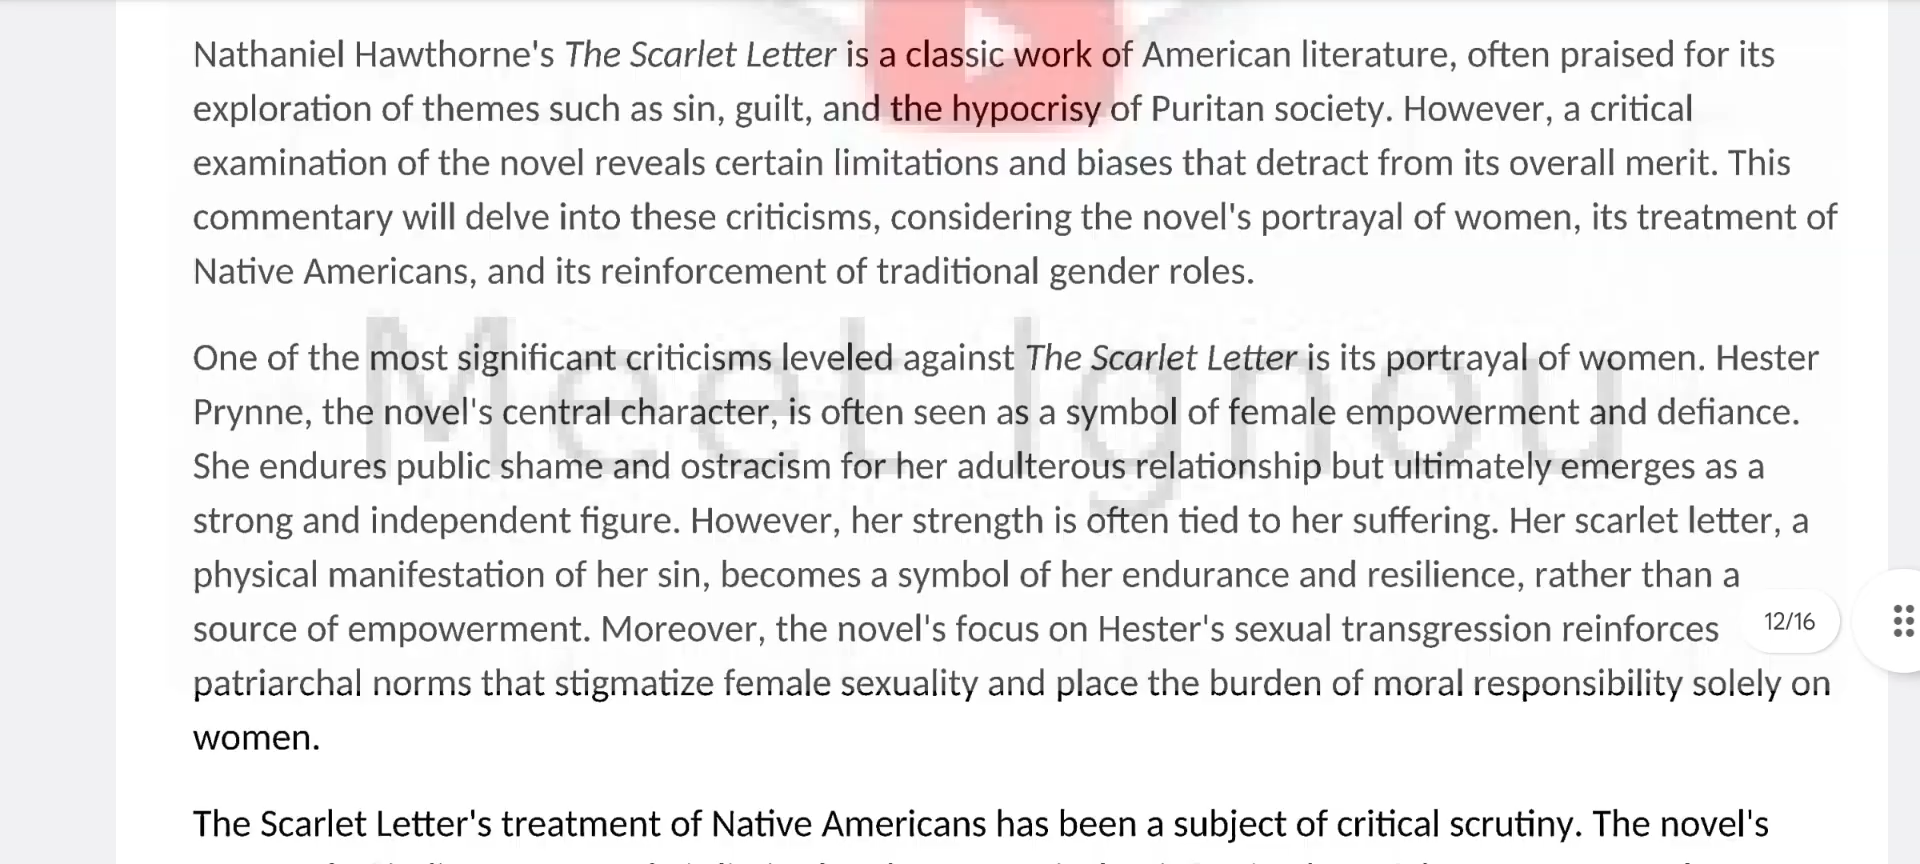 Nathaniel Hawthorne's The Scarlet Letter is a classic work of American literature, often praised for its
exploration of themes such as sin, guilt, and the hypocrisy of Puritan society. However, a critical
examination of the novel reveals certain limitations and biases that detract from its overall merit. This
commentary will delve into these criticisms, considering the novel's portrayal of women, its treatment of
Native Americans, and its reinforcement of traditional gender roles.
Meet Ignou
One of the most significant criticisms leveled against The Scarlet Letter is its portrayal of women. Hester
Prynne, the novel's central character, is often seen as a symbol of female empowerment and defiance.
She endures public shame and ostracism for her adulterous relationship but ultimately emerges as a
strong and independent figure. However, her strength is often tied to her suffering. Her scarlet letter, a
physical manifestation of her sin, becomes a symbol of her endurance and resilience, rather than a
source of empowerment. Moreover, the novel's focus on Hester's sexual transgression reinforces
12/16
patriarchal norms that stigmatize female sexuality and place the burden of moral responsibility solely on
women.
The Scarlet Letter's treatment of Native Americans has been a subject of critical scrutiny. The novel's